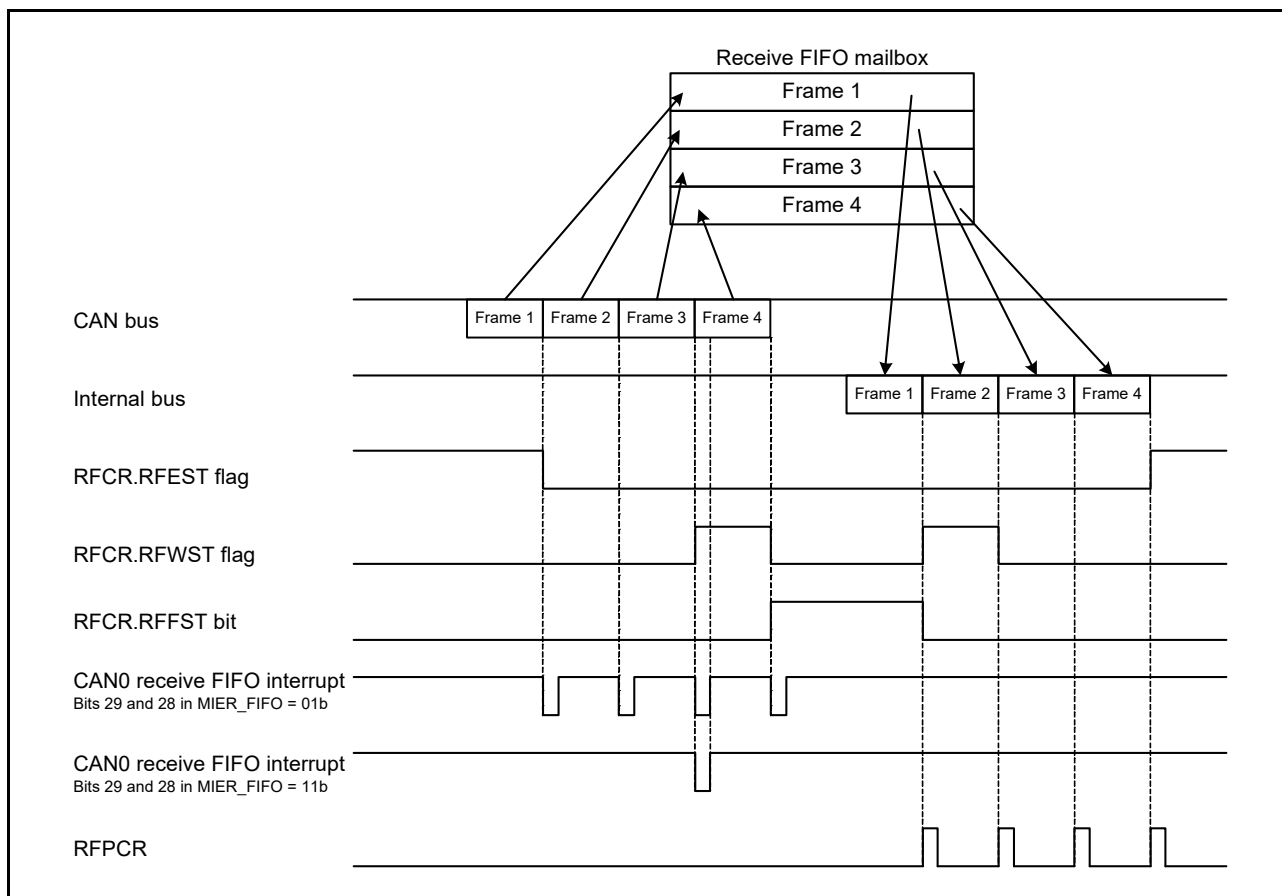 Receive FIFO mailbox
Frame 1
Frame 2
Frame 3
Frame 4
CAN bus
Frame 1 Frame 2 Frame 3 Frame 4
Internal bus
Frame 1 Frame 2 Frame 3 Frame 4
RFCR.RFEST flag
RFCR.RFWST flag
RFCR.RFFST bit
CAN0 receive FIFO interrupt
Bits 29 and 28 in MIER_FIFO = 01b
CAN0 receive FIFO interrupt
Bits 29 and 28 in MIER_FIFO = 11b
RFPCR